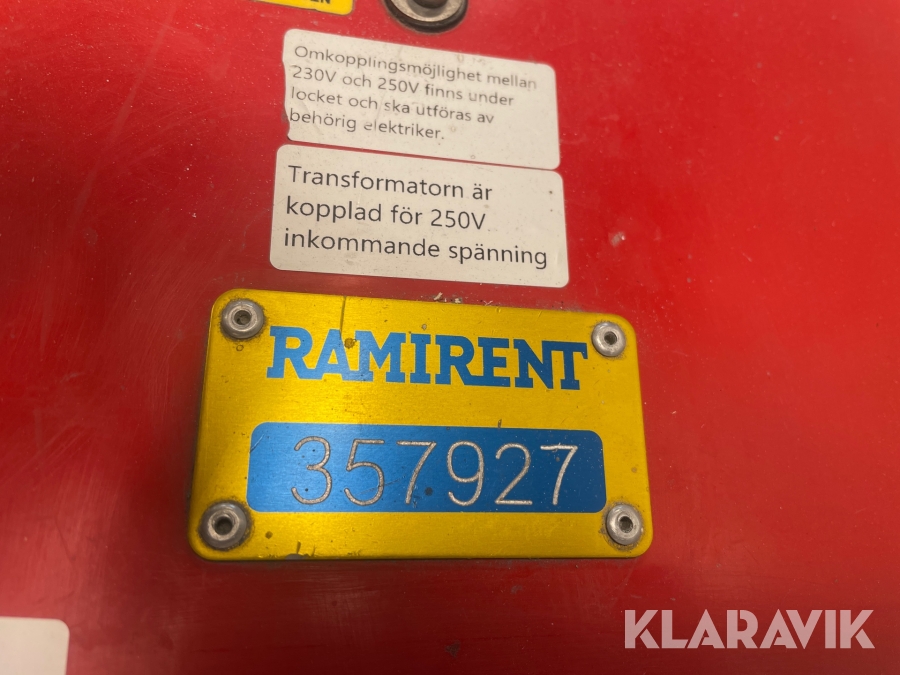 Omkopplingsmöjlighet mellan
230V och 250V finns under
locket och ska utföras av
behörig elektriker.
Transformatorn är
kopplad för 250V
inkommande spänning
RAMIRENT
357927
KLARAVIK